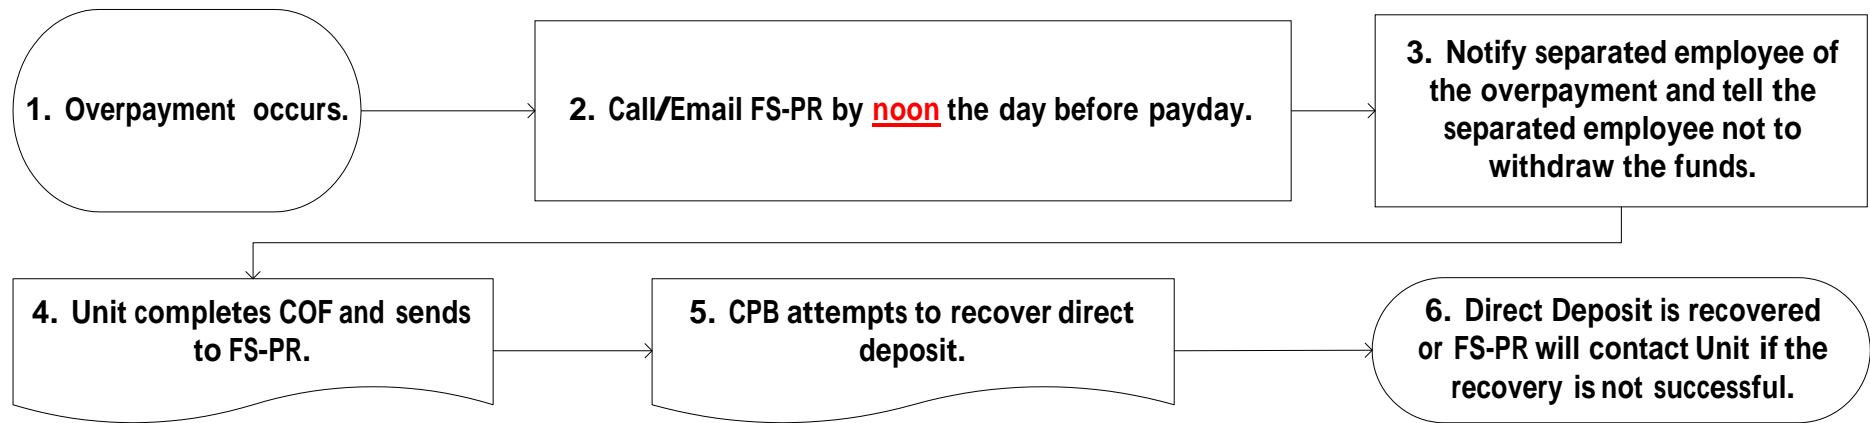 1. Overpayment occurs.
2. Call/Email FS-PR by noon the day before payday.
3. Notify separated employee of
the overpayment and tell the
separated employee not to
withdraw the funds.
4. Unit completes COF and sends
to FS-PR.
5. CPB attempts to recover direct
deposit.
6. Direct Deposit is recovered
or FS-PR will contact Unit if the
recovery is not successful.